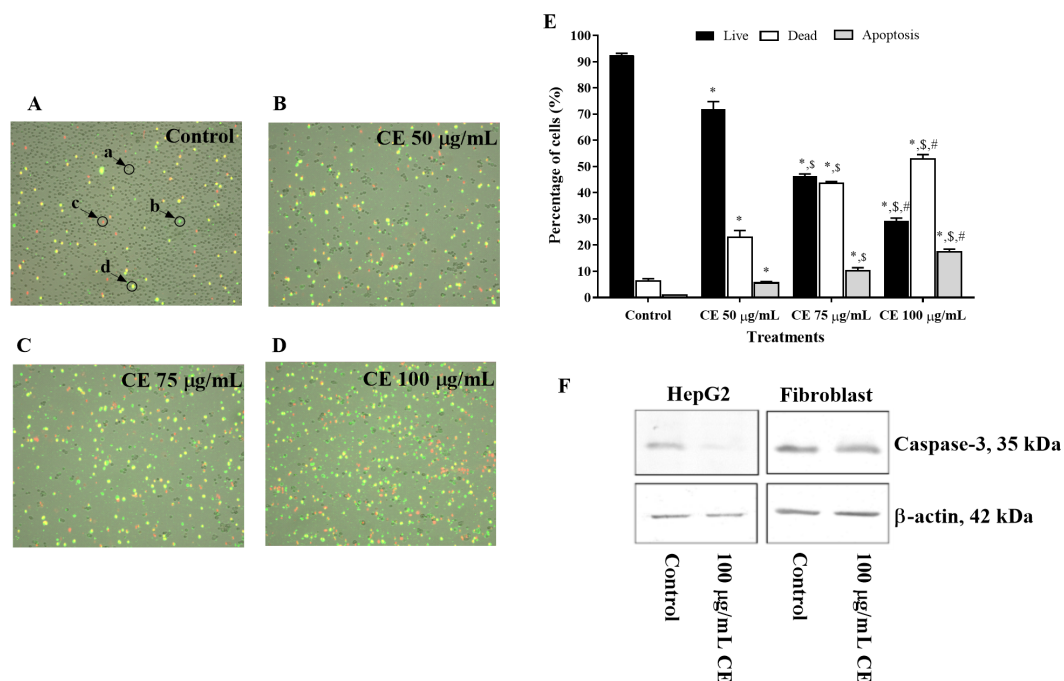 A
Control
a
c
b
d
B
CE 50 μg/mL
C
CE 75 μg/mL
D
CE 100 μg/mL
E
Live Dead Apoptosis
Percentage of cells (%)
100
90
80
70
60
50
40
30
20
10
0
*
*
*
*,$
*,$
*,$
*,$,#
*,$,#
*,$,#
Control CE 50 μg/mL CE 75 μg/mL CE 100 μg/mL
Treatments
F
HepG2 Fibroblast
Caspase-3, 35 kDa
β-actin, 42 kDa
Control
100 μg/mL CE
Control
100 μg/mL CE